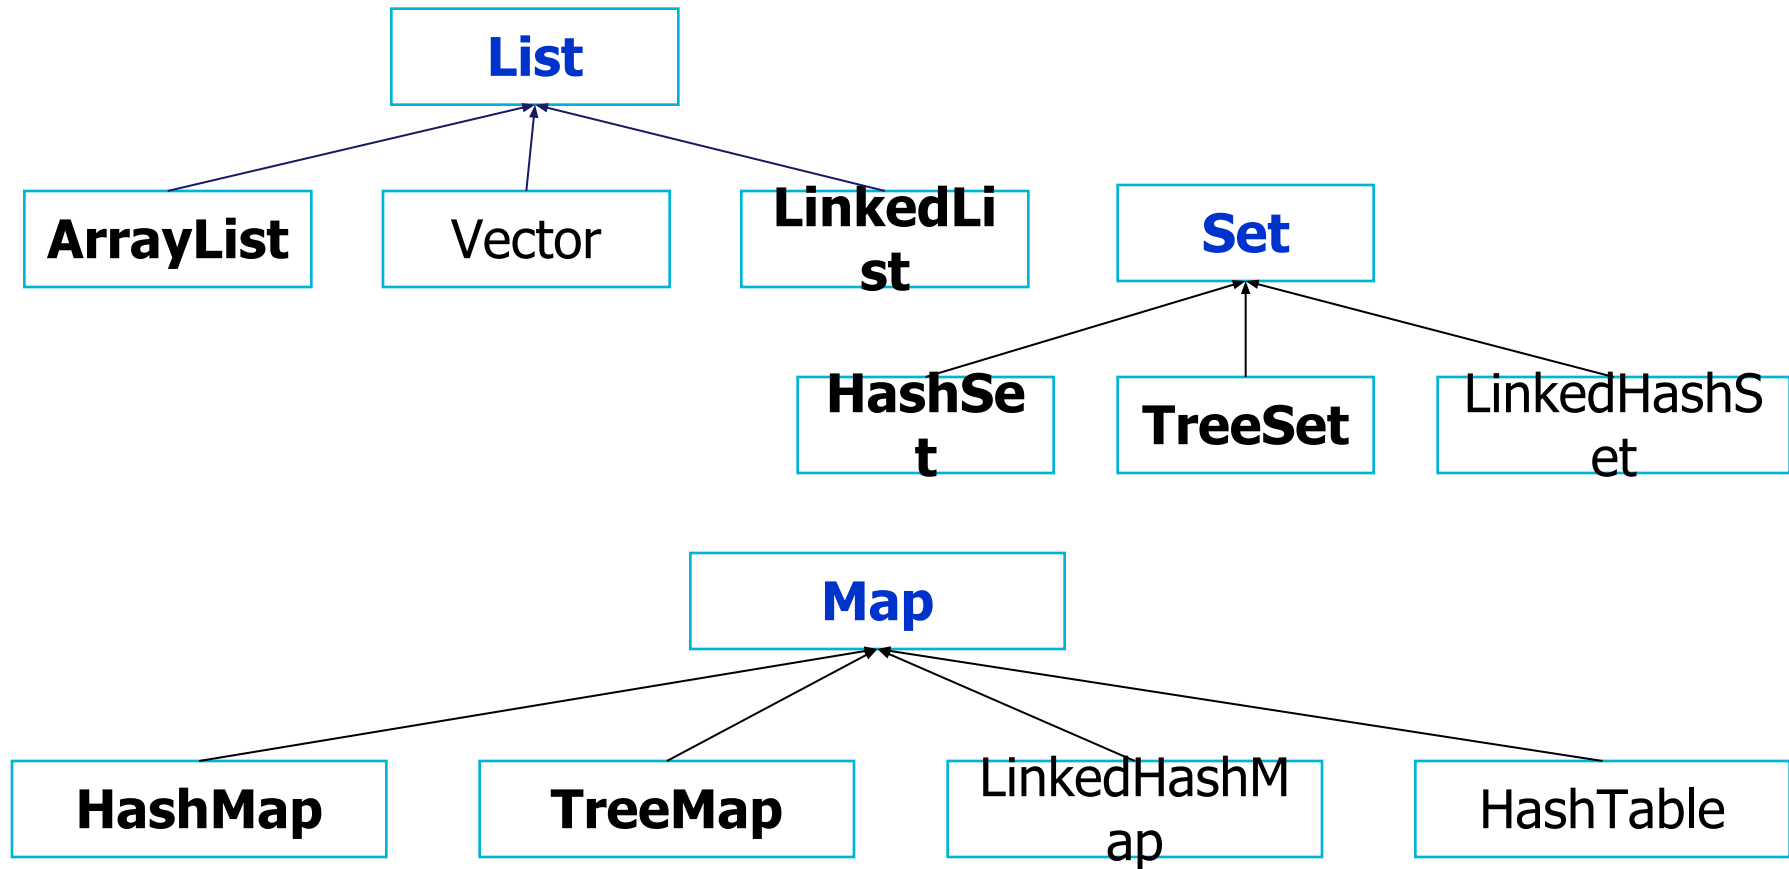 List
ArrayList
Vector
LinkedLi
st
Set
HashSe
t
TreeSet
LinkedHashS
et
Map
HashMap
TreeMap
LinkedHashM
ap
HashTable